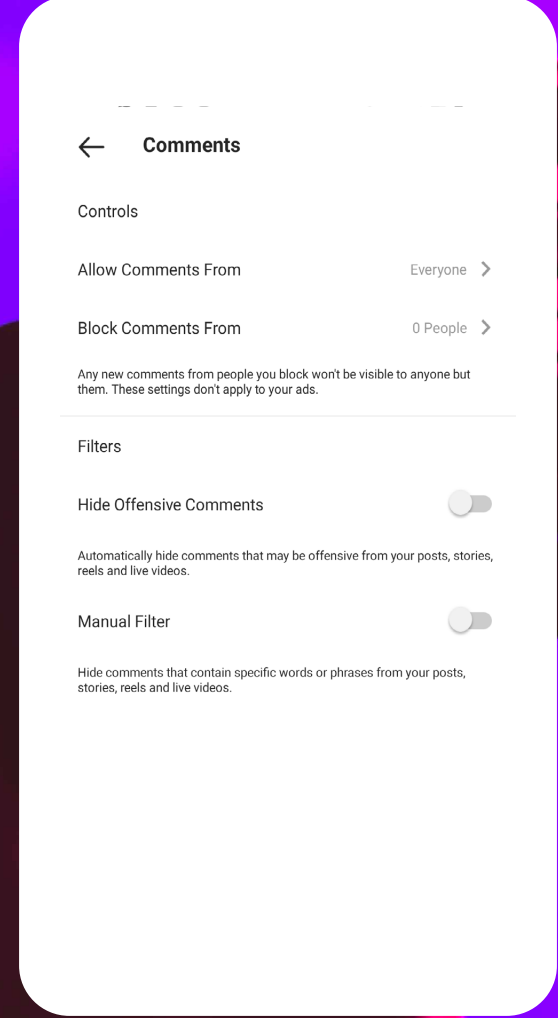 Comments
Controls
Allow Comments From Everyone
Block Comments From 0 People
Any new comments from people you block won't be visible to anyone but
them. These settings don't apply to your ads.
Filters
Hide Offensive Comments
Automatically hide comments that may be offensive from your posts, stories,
reels and live videos.
Manual Filter
Hide comments that contain specific words or phrases from your posts,
stories, reels and live videos.